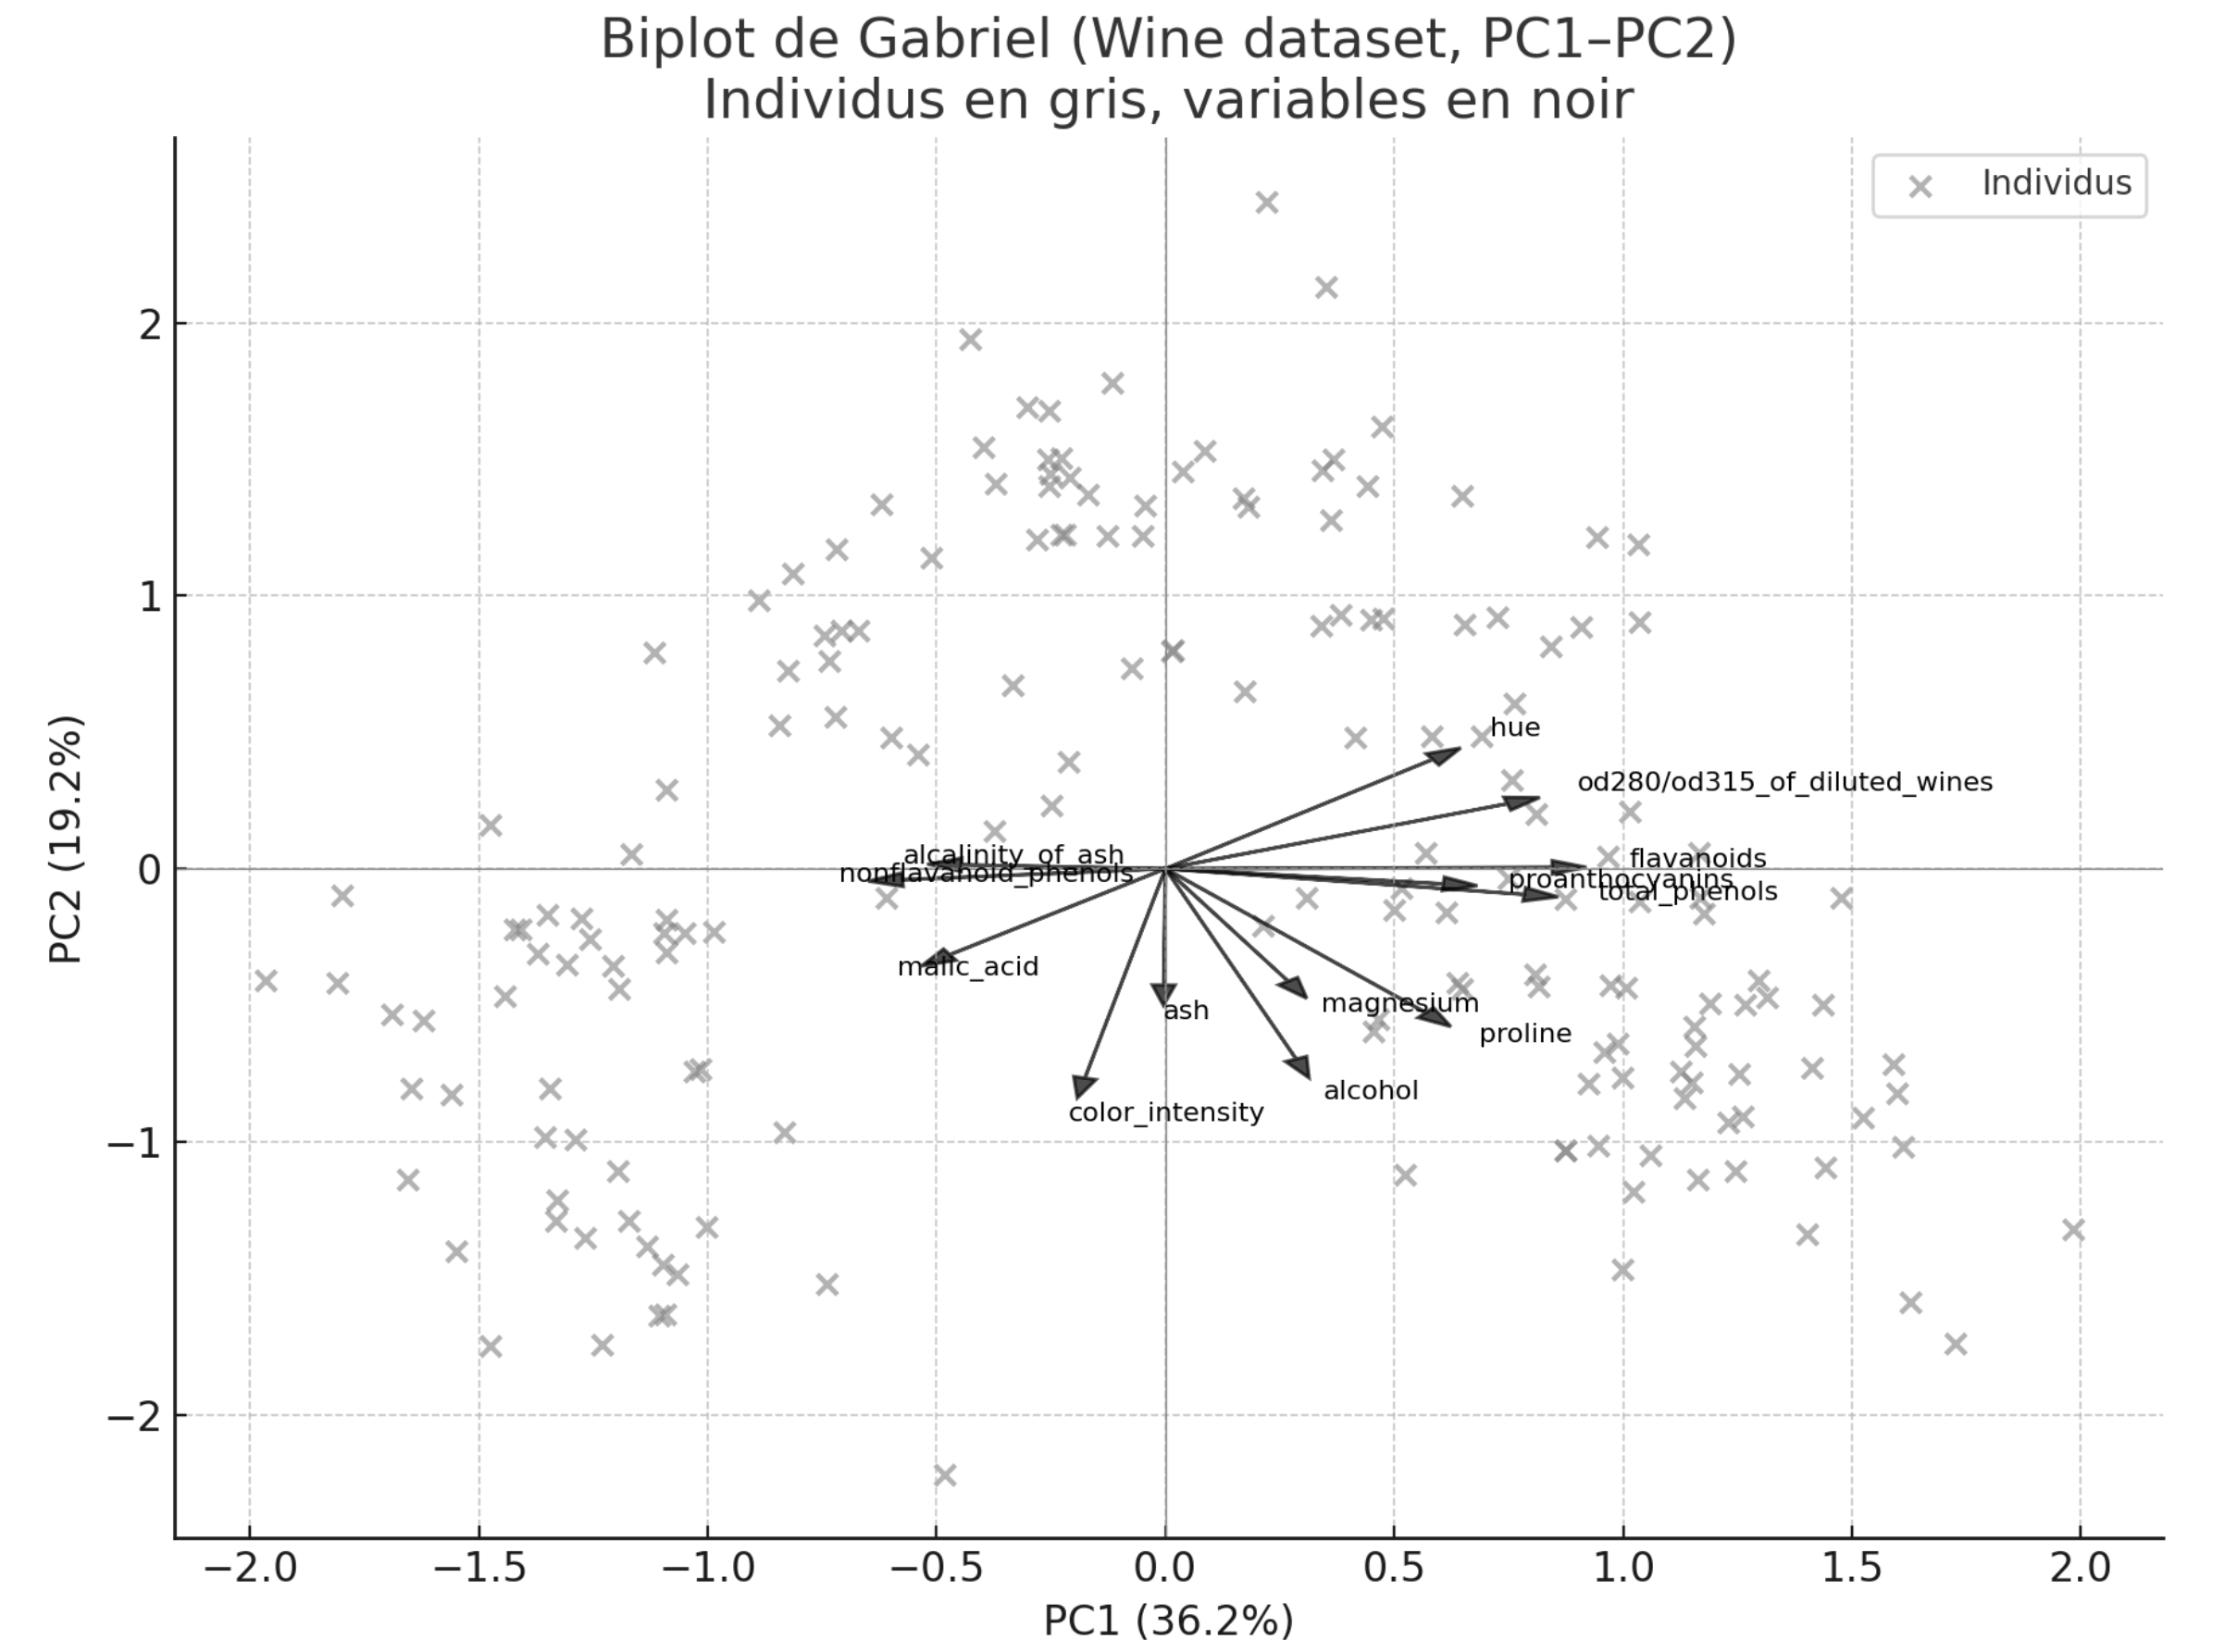 Biplot de Gabriel (Wine dataset, PC1–PC2)
Individus en gris, variables en noir
Individus
2
1
0
−1
−2
PC2 (19.2%)
hue
od280/od315_of_diluted_wines
alcalinity_of_ash
flavanoids
nonflavanoid_phenols
proanthocyanins
total_phenols
malic_acid
ash
magnesium
proline
alcohol
color_intensity
−2.0 −1.5 −1.0 −0.5 0.0 0.5 1.0 1.5 2.0
PC1 (36.2%)